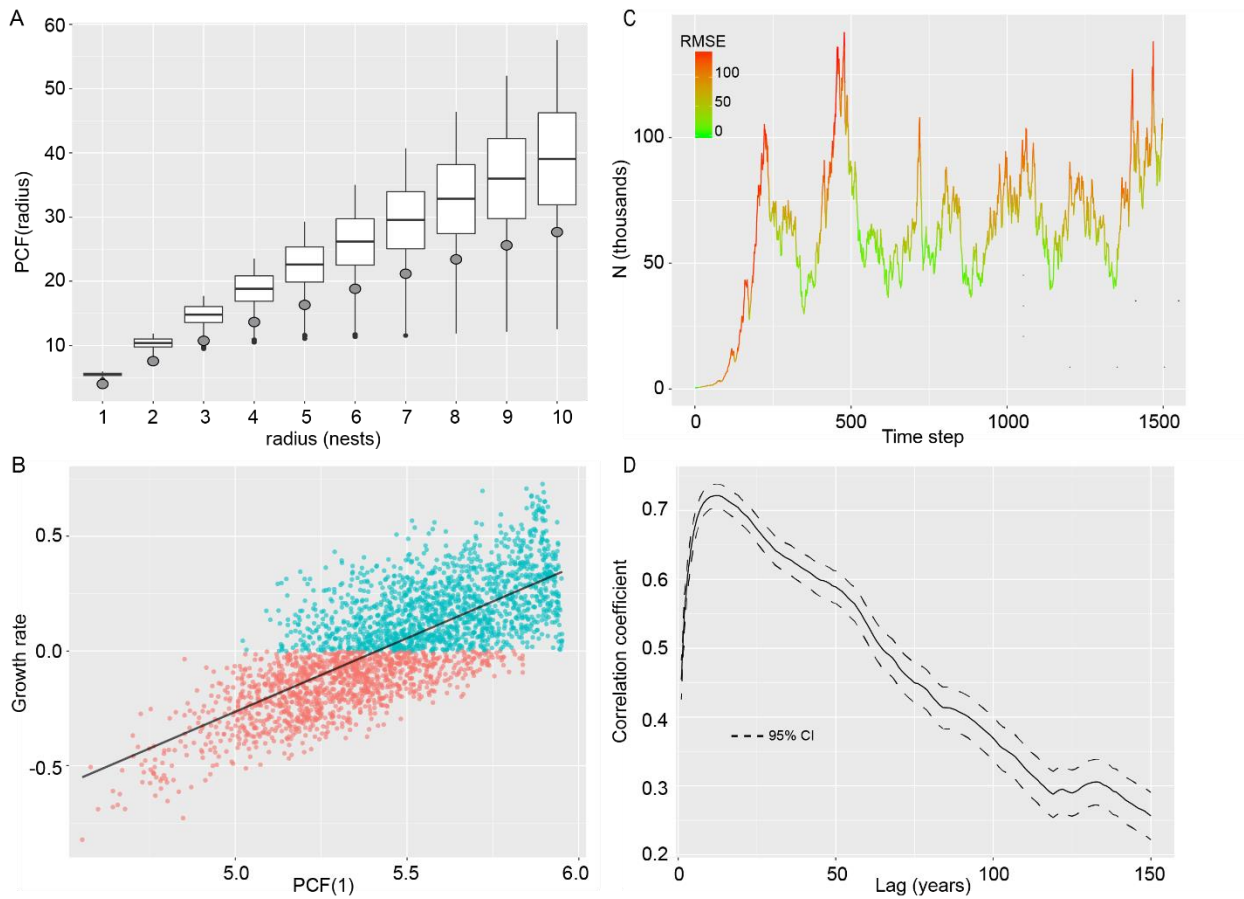 A
60
50
40
30
20
10
PCF(radius)
1 2 3 4 5 6 7 8 9 10
radius (nests)
C
RMSE
100
50
0
100
50
0
N (thousands)
0 500 1000 1500
Time step
B
0.5
0.0
-0.5
Growth rate
5.0 5.5 6.0
PCF(1)
D
0.7
0.6
0.5
0.4
0.3
0.2
Correlation coefficient
95% CI
0 50 100 150
Lag (years)